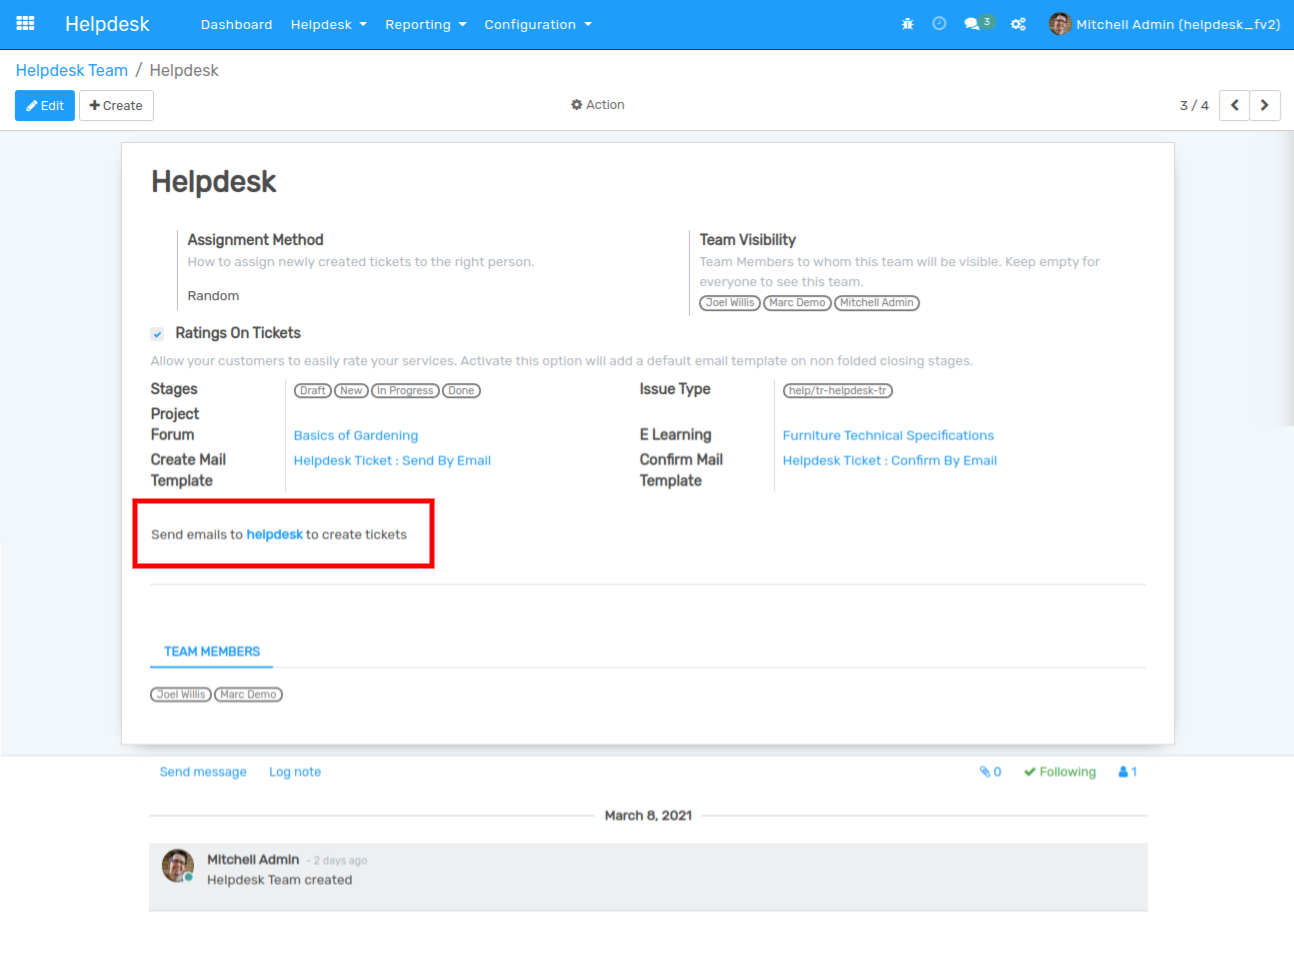 Helpdesk Dashboard Helpdesk Reporting Configuration 3 Mitchell Admin (helpdesk_fv2)
Helpdesk Team / Helpdesk
Edit Create Action 3 / 4
Helpdesk
Assignment Method
How to assign newly created tickets to the right person.
Random
Team Visibility
Team Members to whom this team will be visible. Keep empty for
everyone to see this team.
Joel Willis Marc Demo Mitchell Admin
Ratings On Tickets
Allow your customers to easily rate your services. Activate this option will add a default email template on non folded closing stages.
Stages Draft New In Progress Done
Project
Forum Basics of Gardening
Create Mail Helpdesk Ticket : Send By Email
Template
Issue Type help/tr-helpdesk-tr
E Learning Furniture Technical Specifications
Confirm Mail Helpdesk Ticket : Confirm By Email
Template
Send emails to helpdesk to create tickets
TEAM MEMBERS
Joel Willis Marc Demo
Send message Log note 0 Following 1
March 8, 2021
Mitchell Admin - 2 days ago
Helpdesk Team created